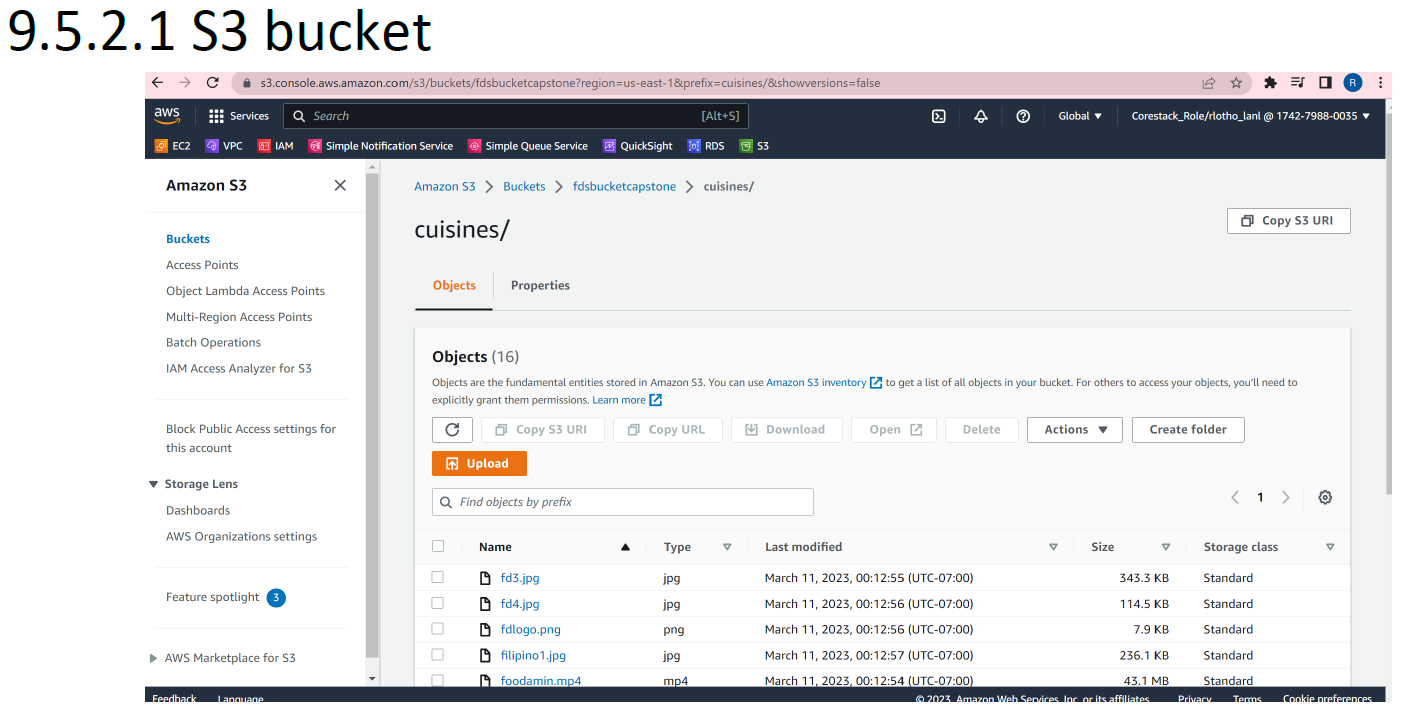 9.5.2.1 S3 bucket
s3.console.aws.amazon.com/s3/buckets/fdsbucketcapstone?region=us-east-1&prefix=cuisines/&showversions=false
R
aws Services Search [Alt+S] Global Corestack_Role/rlotho_lanl @ 1742-7988-0035
EC2 VPC IAM Simple Notification Service Simple Queue Service QuickSight RDS S3
Amazon S3
Buckets
Access Points
Object Lambda Access Points
Multi-Region Access Points
Batch Operations
IAM Access Analyzer for S3
Block Public Access settings for
this account
Storage Lens
Dashboards
AWS Organizations settings
Feature spotlight 3
AWS Marketplace for S3
Amazon S3 > Buckets > fdsbucketcapstone > cuisines/
cuisines/
Copy S3 URI
Objects Properties
Objects (16)
Objects are the fundamental entities stored in Amazon S3. You can use Amazon S3 inventory to get a list of all objects in your bucket. For others to access your objects, you'll need to
explicitly grant them permissions. Learn more
Copy S3 URI Copy URL Download Open Delete Actions Create folder
Upload
Find objects by prefix
1
Name Type Last modified Size Storage class
fd3.jpg jpg March 11, 2023, 00:12:55 (UTC-07:00) 343.3 KB Standard
fd4.jpg jpg March 11, 2023, 00:12:56 (UTC-07:00) 114.5 KB Standard
fdlogo.png png March 11, 2023, 00:12:56 (UTC-07:00) 7.9 KB Standard
filipino1.jpg jpg March 11, 2023, 00:12:57 (UTC-07:00) 236.1 KB Standard
foodamin.mp4 mp4 March 11, 2023, 00:12:54 (UTC-07:00) 43.1 MB Standard
Feedback Language © 2023, Amazon Web Services, Inc. or its affiliates. Privacy Terms Cookie preferences